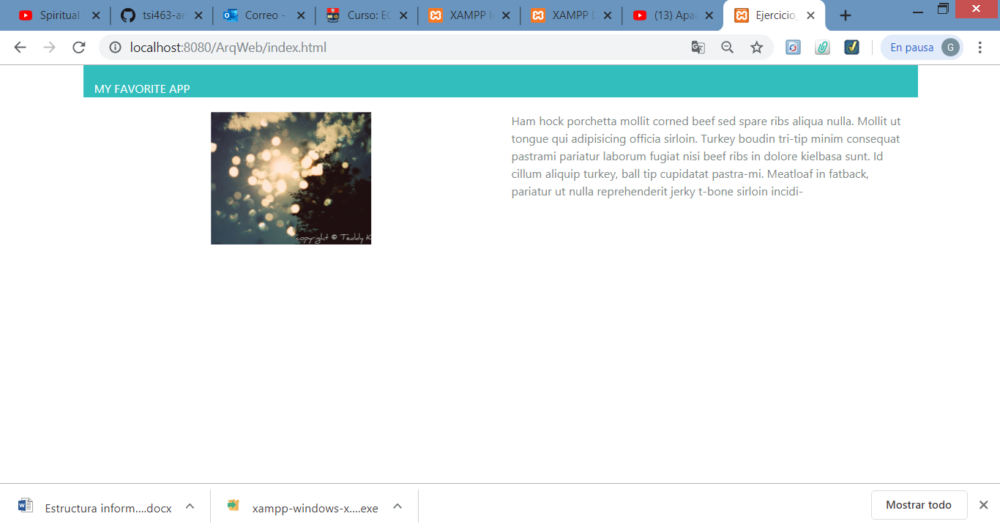 Spiritual
tsi463-ar
Correo -
Curso: EC
XAMPP I
XAMPP D
(13) Apa
Ejercicio_
localhost:8080/ArqWeb/index.html
En pausa
G
MY FAVORITE APP
Ham hock porchetta mollit corned beef sed spare ribs aliqua nulla. Mollit ut
tongue qui adipisicing officia sirloin. Turkey boudin tri-tip minim consequat
pastrami pariatur laborum fugiat nisi beef ribs in dolore kielbasa sunt. Id
cillum aliquip turkey, ball tip cupidatat pastra-mi. Meatloaf in fatback,
pariatur ut nulla reprehenderit jerky t-bone sirloin incidi-
copyright © Teddy K
Estructura inform....docx
xampp-windows-x....exe
Mostrar todo